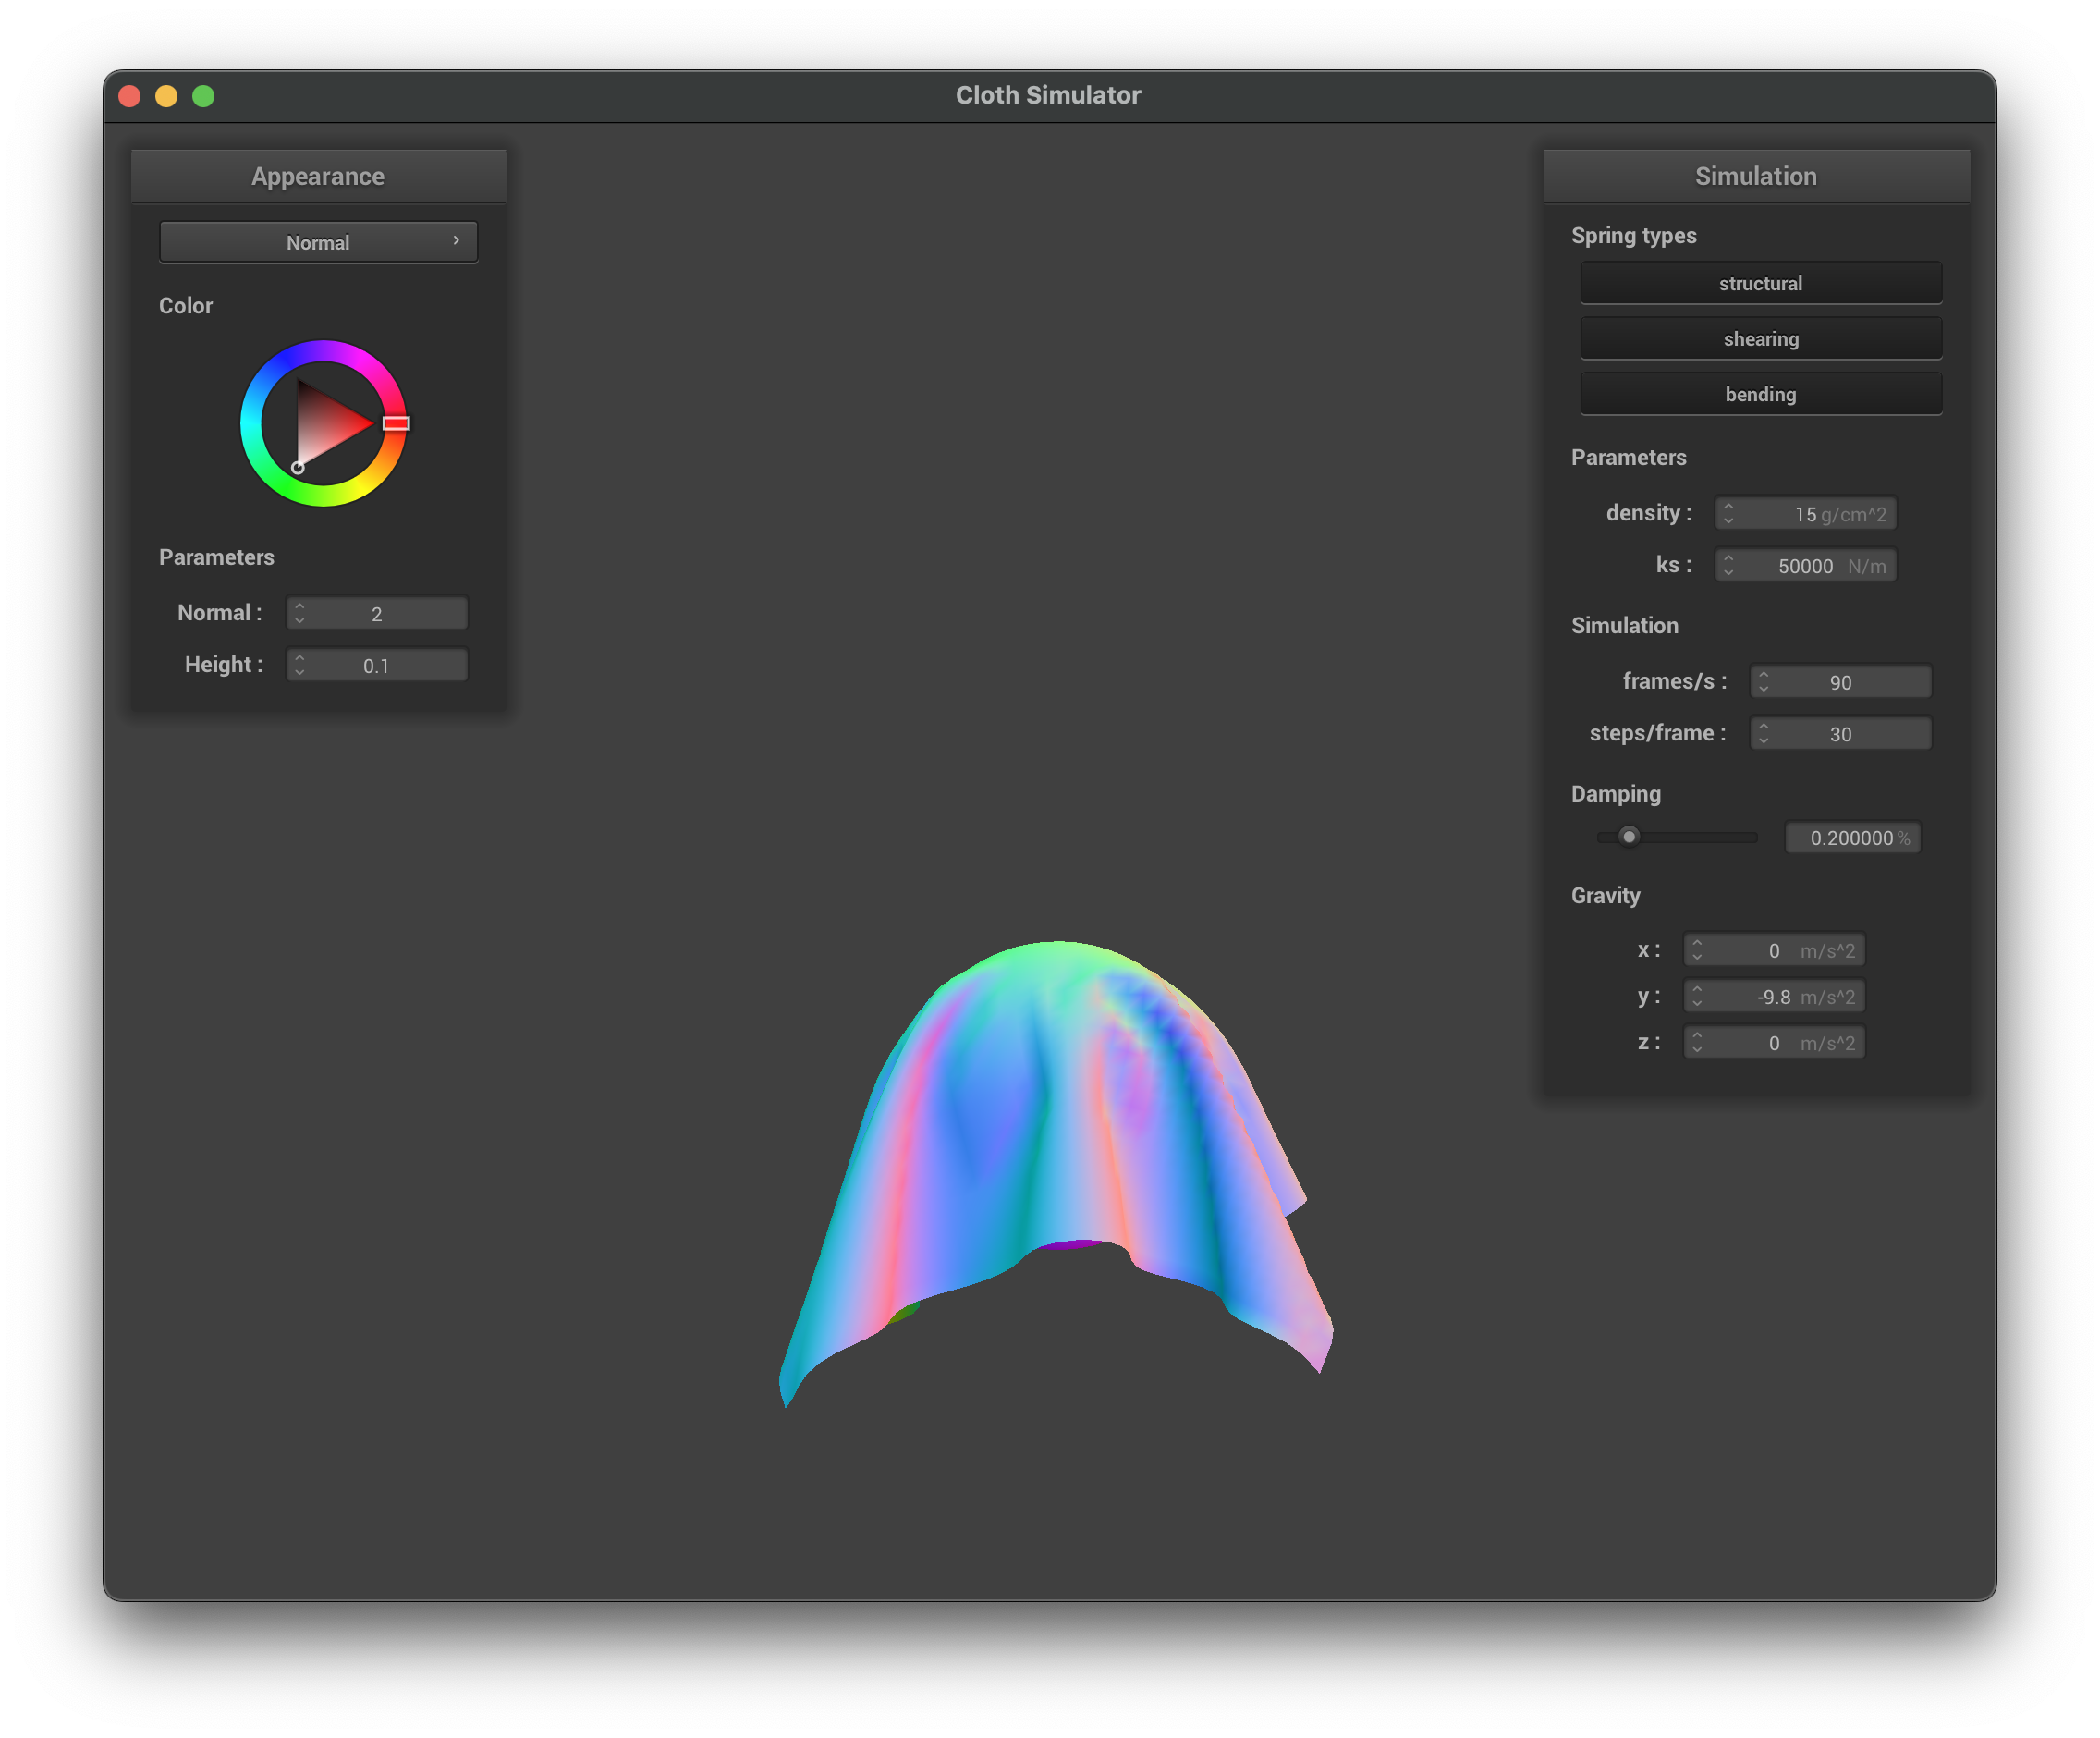 Cloth Simulator
Appearance
Normal
Color
Parameters
Normal :
2
Height :
0.1
Simulation
Spring types
structural
shearing
bending
Parameters
density :
15 g/cm^2
ks :
50000 N/m
Simulation
frames/s :
90
steps/frame :
30
Damping
0.200000 %
Gravity
x :
0 m/s^2
y :
-9.8 m/s^2
z :
0 m/s^2